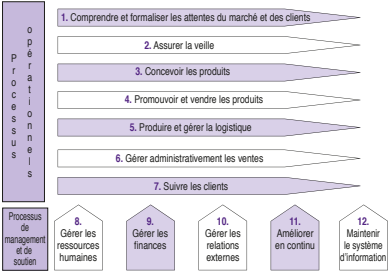 Processus
opérationnels
1. Comprendre et formaliser les attentes du marché et des clients
2. Assurer la veille
3. Concevoir les produits
4. Promouvoir et vendre les produits
5. Produire et gérer la logistique
6. Gérer administrativement les ventes
7. Suivre les clients
Processus
de
management
et de
soutien
8.
Gérer les
ressources
humaines
9.
Gérer les
finances
10.
Gérer les
relations
externes
11.
Améliorer
en continu
12.
Maintenir
le système
d'information